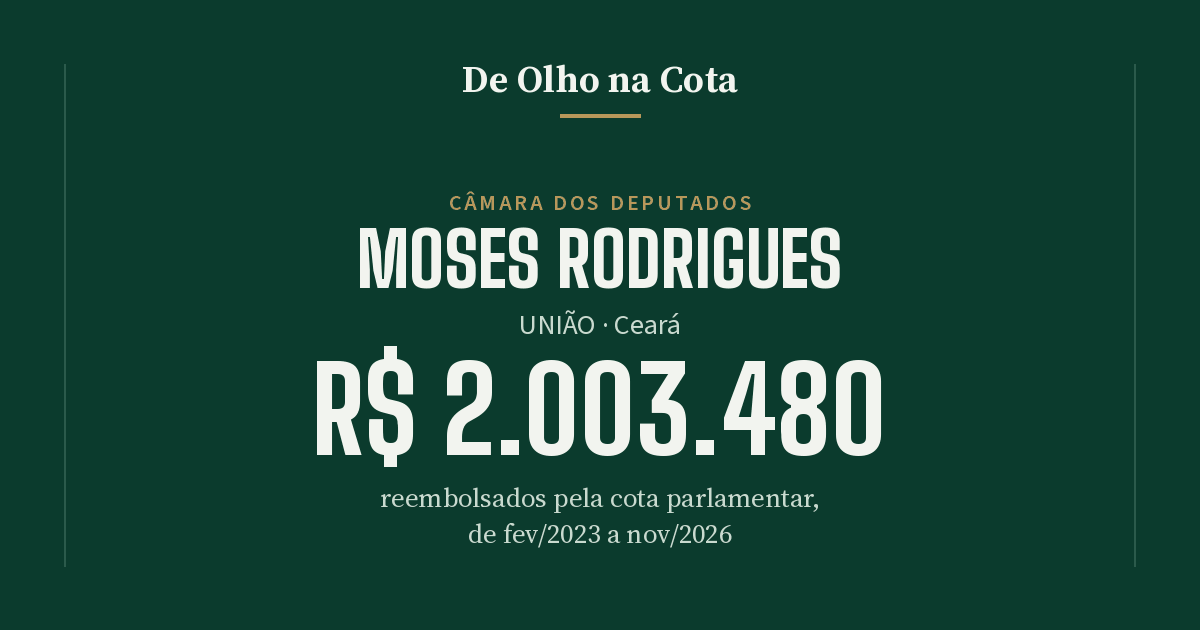 De Olho na Cota
CÂMARA DOS DEPUTADOS
MOSES RODRIGUES
UNIÃO · Ceará
R$ 2.003.480
reembolsados pela cota parlamentar,
de fev/2023 a nov/2026